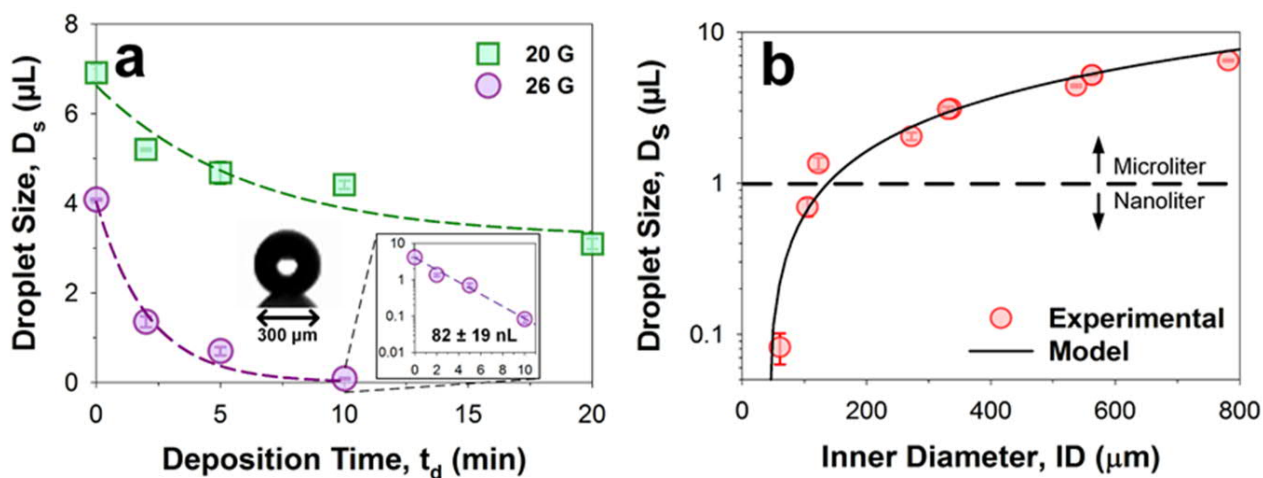 a
20 G
26 G
Droplet Size, Ds (µL)
8
6
4
2
0
0
5
10
15
20
Deposition Time, td (min)
300 µm
10
1
0.1
0.01
0
2
4
6
8
10
82 ± 19 nL
b
Droplet Size, Ds (µL)
10
1
0.1
Microliter
Nanoliter
Experimental
Model
0
200
400
600
800
Inner Diameter, ID (µm)